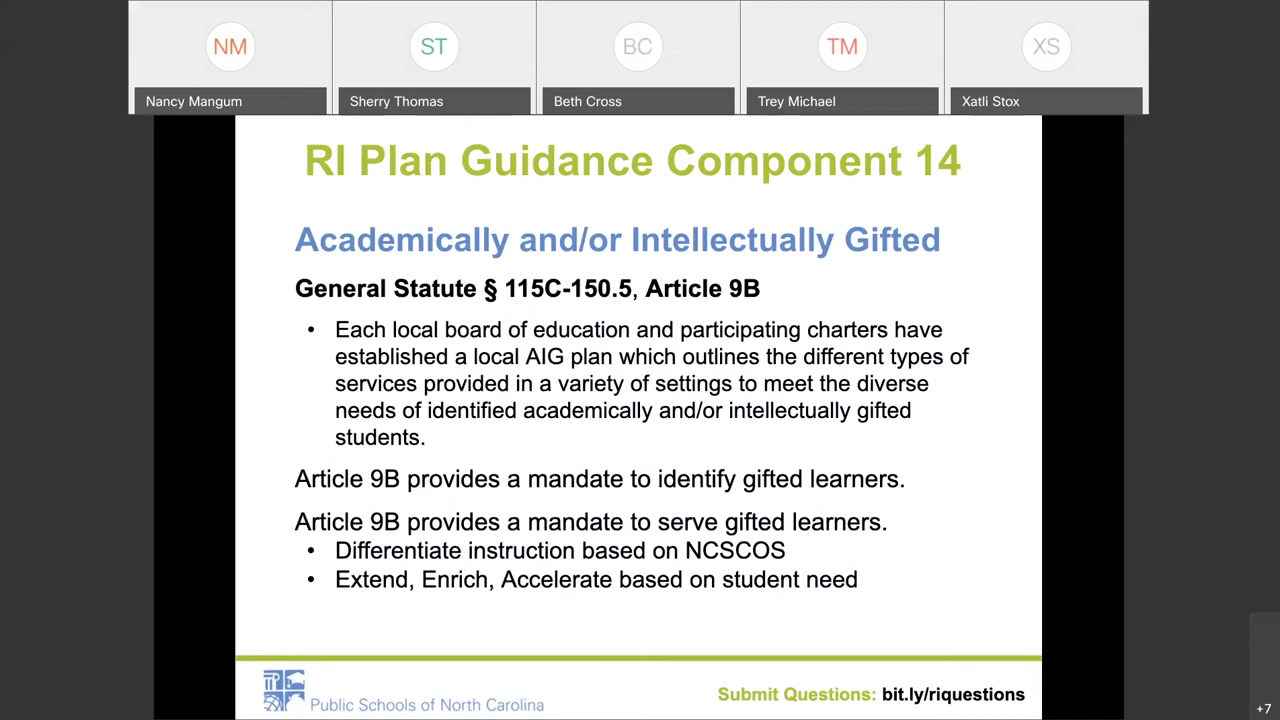 NM
ST
BC
TM
XS
Nancy Mangum
Sherry Thomas
Beth Cross
Trey Michael
Xatli Stox
RI Plan Guidance Component 14
Academically and/or Intellectually Gifted
General Statute § 115C-150.5, Article 9B
• Each local board of education and participating charters have
established a local AIG plan which outlines the different types of
services provided in a variety of settings to meet the diverse
needs of identified academically and/or intellectually gifted
students.
Article 9B provides a mandate to identify gifted learners.
Article 9B provides a mandate to serve gifted learners.
• Differentiate instruction based on NCSCOS
• Extend, Enrich, Accelerate based on student need
Public Schools of North Carolina
Submit Questions: bit.ly/riquestions
+7